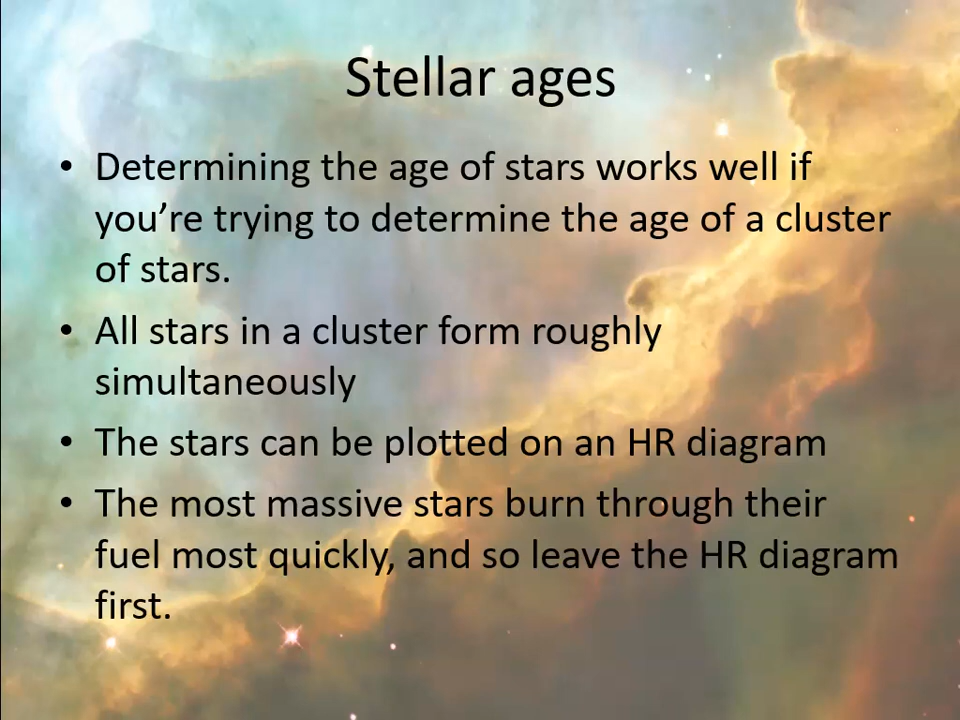 Stellar ages
• Determining the age of stars works well if
you’re trying to determine the age of a cluster
of stars.
• All stars in a cluster form roughly
simultaneously
• The stars can be plotted on an HR diagram
• The most massive stars burn through their
fuel most quickly, and so leave the HR diagram
first.